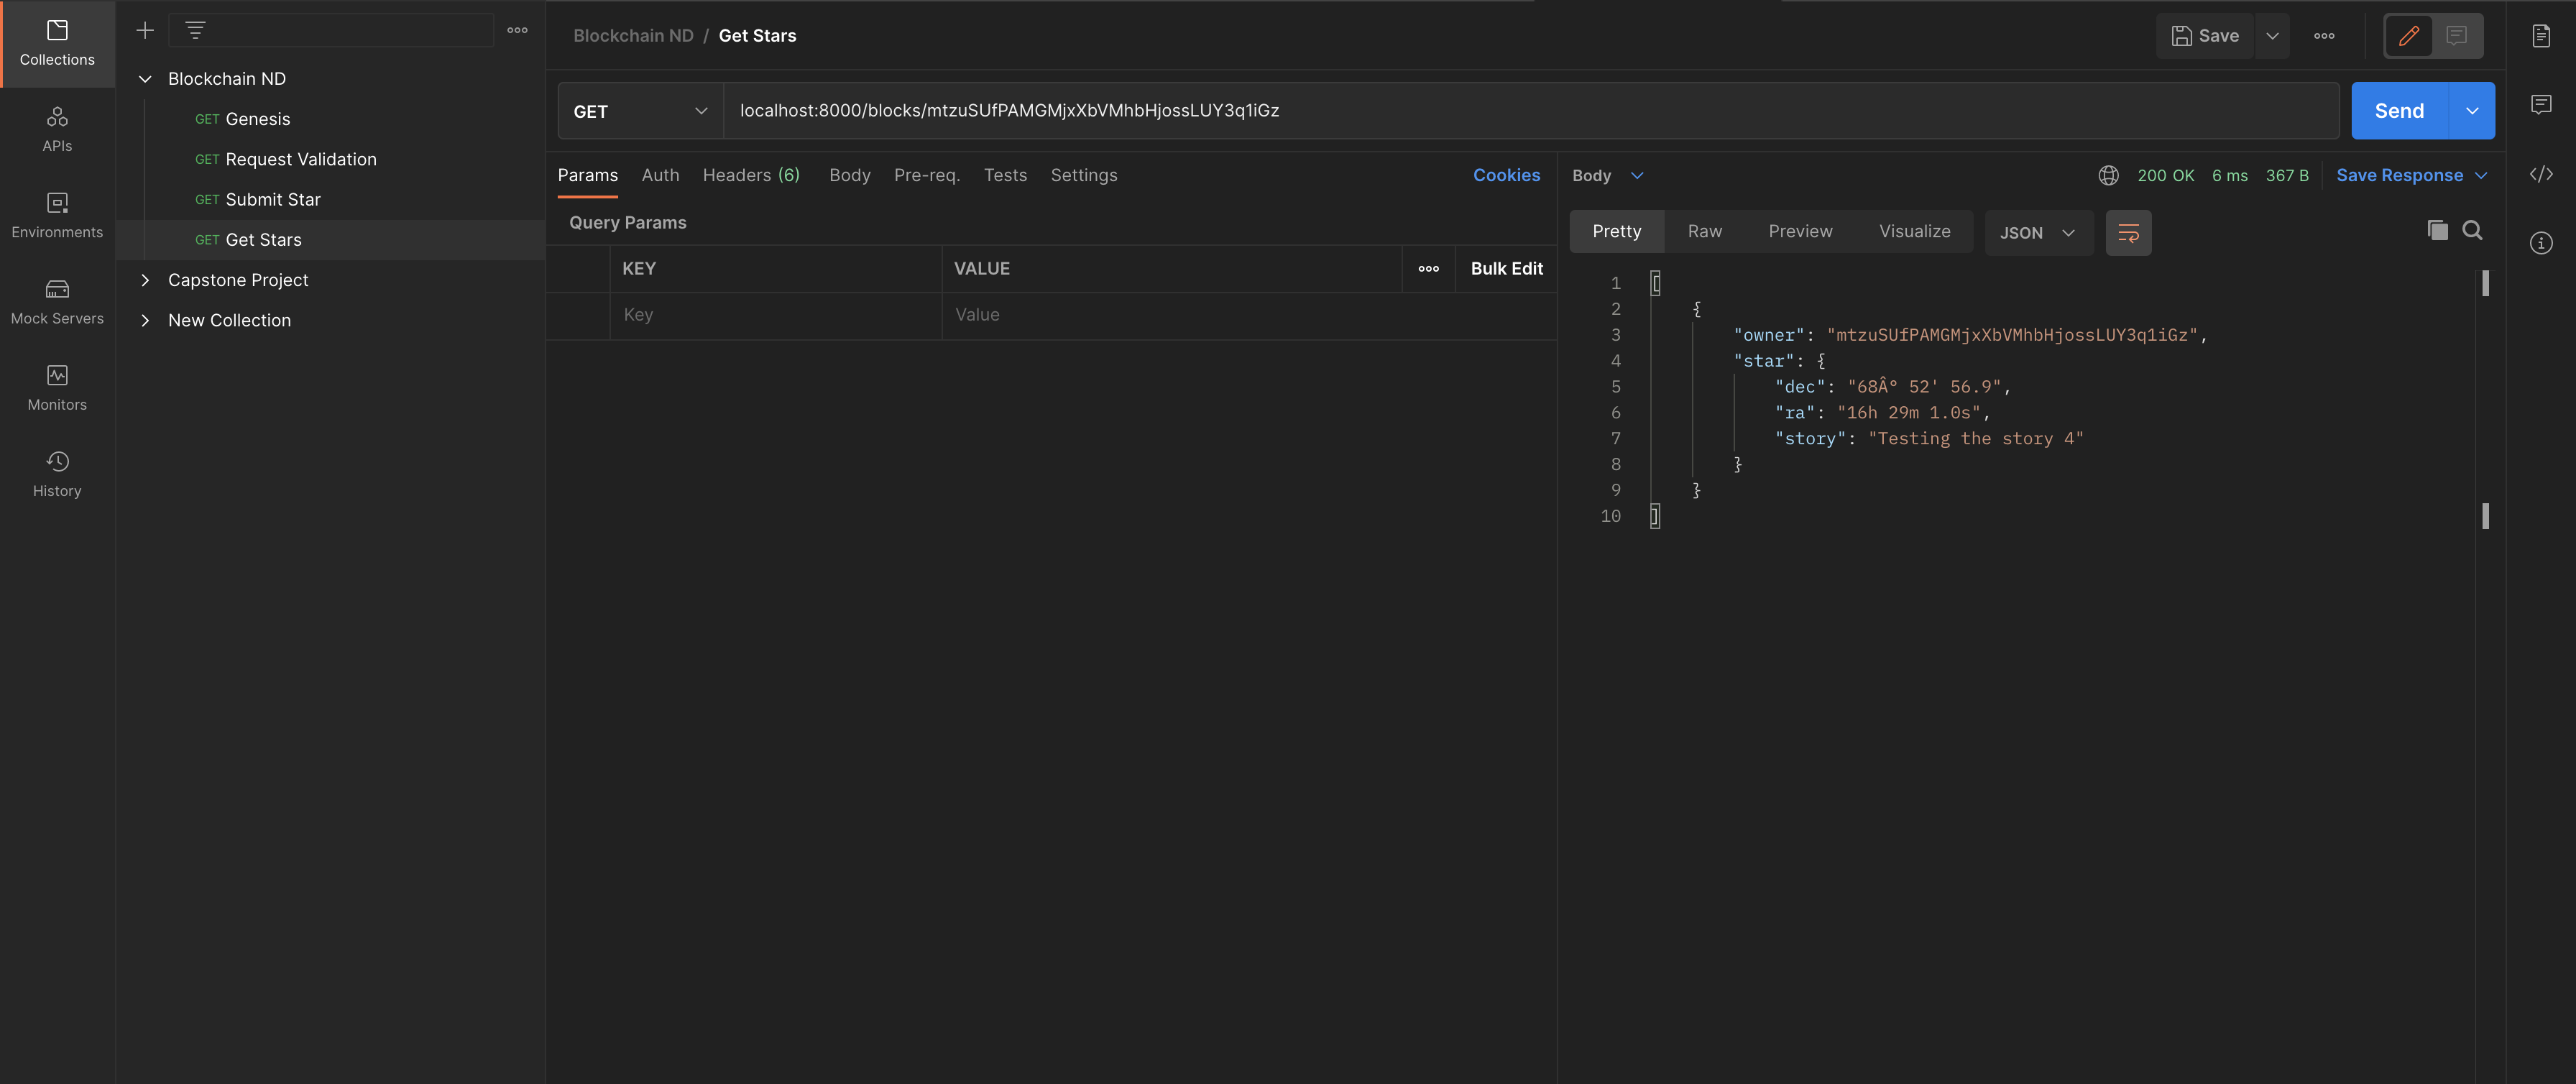 Collections
APIs
Environments
Mock Servers
Monitors
History
Blockchain ND
GET Genesis
GET Request Validation
GET Submit Star
GET Get Stars
Capstone Project
New Collection
Blockchain ND / Get Stars
Save
GET
localhost:8000/blocks/mtzuSUfPAMGMjxXbVMhbHjossLUY3q1iGz
Send
Params Auth Headers (6) Body Pre-req. Tests Settings Cookies
Query Params
KEY VALUE Bulk Edit
Key Value
Body 200 OK 6 ms 367 B Save Response
Pretty Raw Preview Visualize JSON
1 [
2 {
3 "owner": "mtzuSUfPAMGMjxXbVMhbHjossLUY3q1iGz",
4 "star": {
5 "dec": "68Â° 52' 56.9",
6 "ra": "16h 29m 1.0s",
7 "story": "Testing the story 4"
8 }
9 }
10 ]